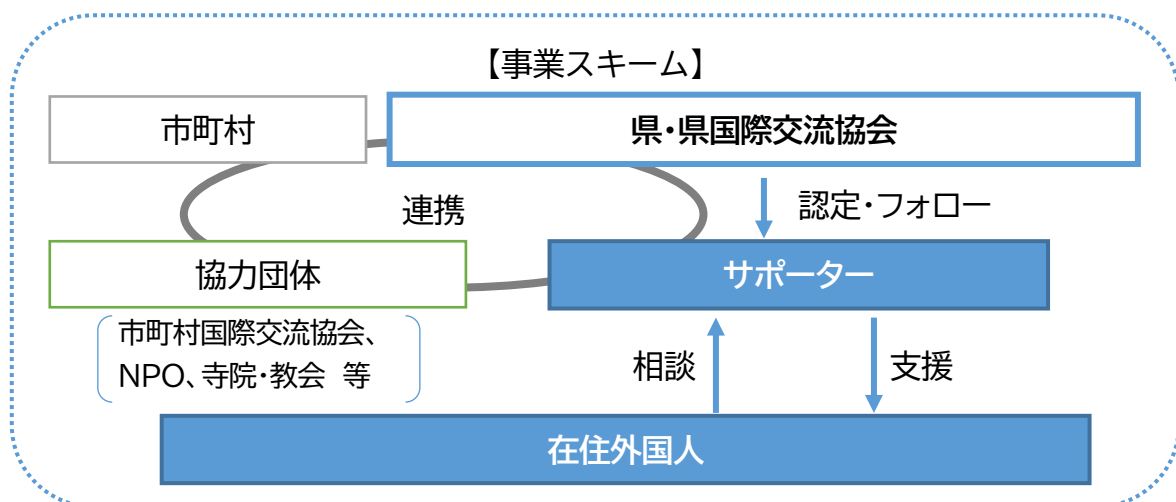 【事業スキーム】
市町村
県・県国際交流協会
連携
認定・フォロー
協力団体
サポーター
市町村国際交流協会、
NPO、寺院・教会 等
相談
支援
在住外国人